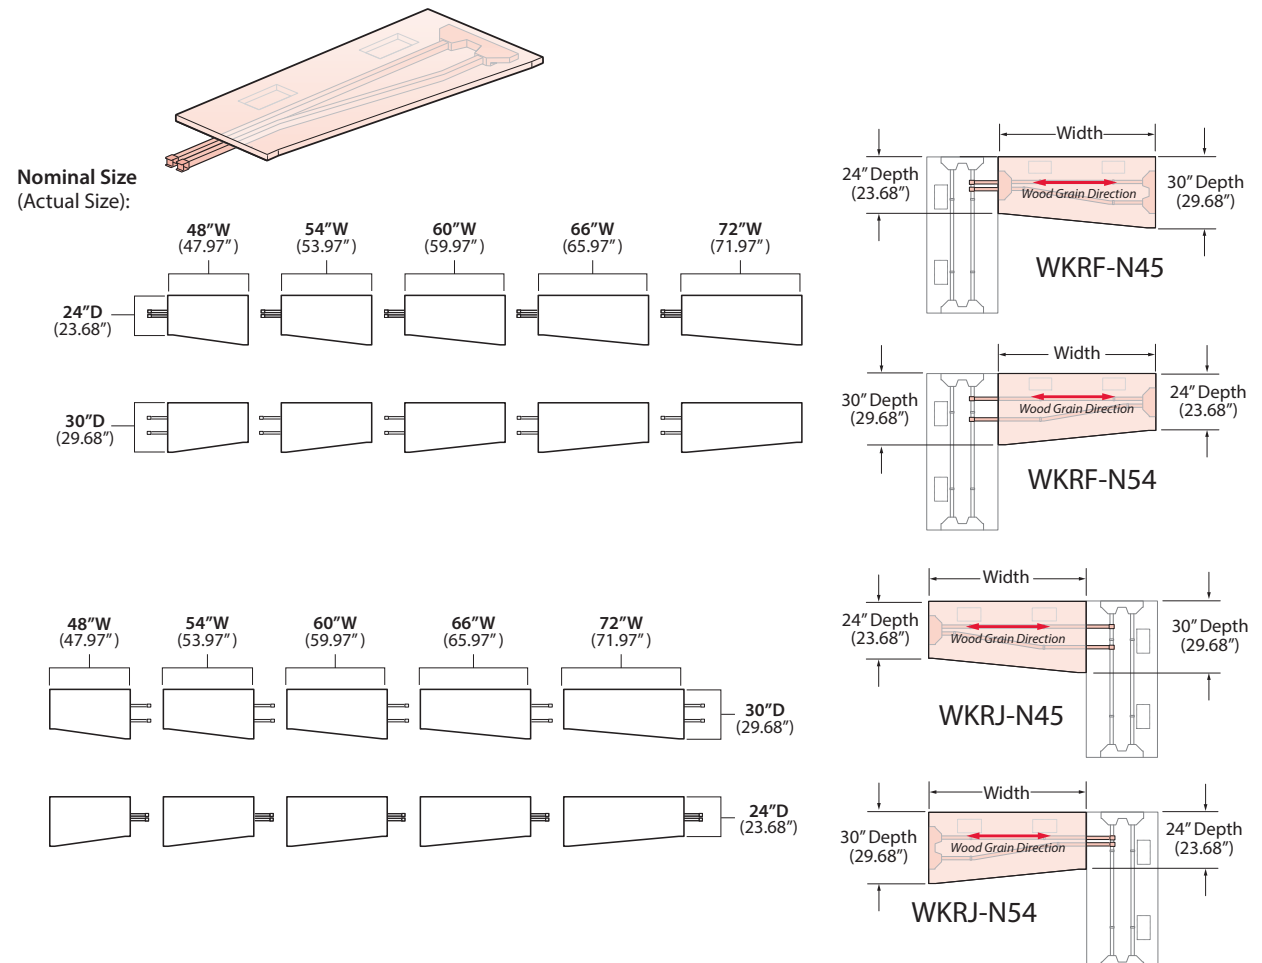 Nominal Size
(Actual Size):
48”W
(47.97”)
54”W
(53.97”)
60”W
(59.97”)
66”W
(65.97”)
72”W
(71.97”)
24”D
(23.68”)
30”D
(29.68”)
48”W
(47.97”)
54”W
(53.97”)
60”W
(59.97”)
66”W
(65.97”)
72”W
(71.97”)
30”D
(29.68”)
24”D
(23.68”)
Width
24” Depth
(23.68”)
30” Depth
(29.68”)
Wood Grain Direction
WKRF-N45
Width
30” Depth
(29.68”)
24” Depth
(23.68”)
Wood Grain Direction
WKRF-N54
Width
24” Depth
(23.68”)
30” Depth
(29.68”)
Wood Grain Direction
WKRJ-N45
Width
30” Depth
(29.68”)
24” Depth
(23.68”)
Wood Grain Direction
WKRJ-N54